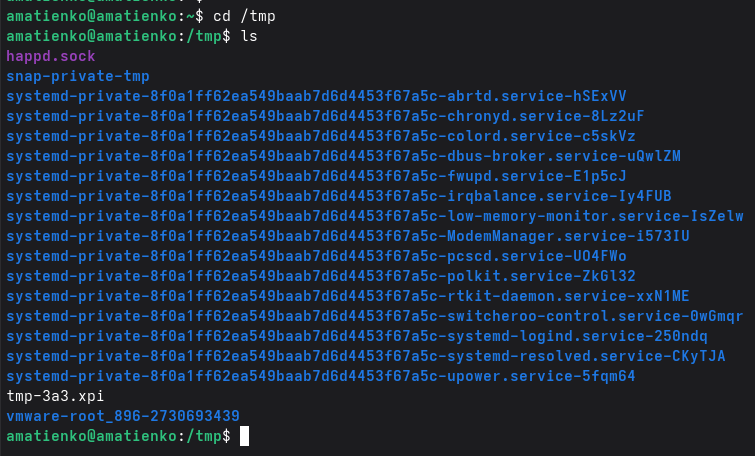 amatienko@amatienko:~$ cd /tmp
amatienko@amatienko:/tmp$ ls
happd.sock
snap-private-tmp
systemd-private-8f0a1ff62ea549baab7d6d4453f67a5c-abrtd.service-hSExVV
systemd-private-8f0a1ff62ea549baab7d6d4453f67a5c-chronyd.service-8Lz2uF
systemd-private-8f0a1ff62ea549baab7d6d4453f67a5c-colord.service-c5skVz
systemd-private-8f0a1ff62ea549baab7d6d4453f67a5c-dbus-broker.service-uQwlZM
systemd-private-8f0a1ff62ea549baab7d6d4453f67a5c-fwupd.service-E1p5cJ
systemd-private-8f0a1ff62ea549baab7d6d4453f67a5c-irqbalance.service-Iy4FUB
systemd-private-8f0a1ff62ea549baab7d6d4453f67a5c-low-memory-monitor.service-IsZelw
systemd-private-8f0a1ff62ea549baab7d6d4453f67a5c-ModemManager.service-i573IU
systemd-private-8f0a1ff62ea549baab7d6d4453f67a5c-pcscd.service-UO4FWo
systemd-private-8f0a1ff62ea549baab7d6d4453f67a5c-polkit.service-ZkGl32
systemd-private-8f0a1ff62ea549baab7d6d4453f67a5c-rtkit-daemon.service-xxN1ME
systemd-private-8f0a1ff62ea549baab7d6d4453f67a5c-switcheroo-control.service-0wGmqr
systemd-private-8f0a1ff62ea549baab7d6d4453f67a5c-systemd-logind.service-250ndq
systemd-private-8f0a1ff62ea549baab7d6d4453f67a5c-systemd-resolved.service-CKyTJA
systemd-private-8f0a1ff62ea549baab7d6d4453f67a5c-upower.service-5fqm64
tmp-3a3.xpi
vmware-root_896-2730693439
amatienko@amatienko:/tmp$